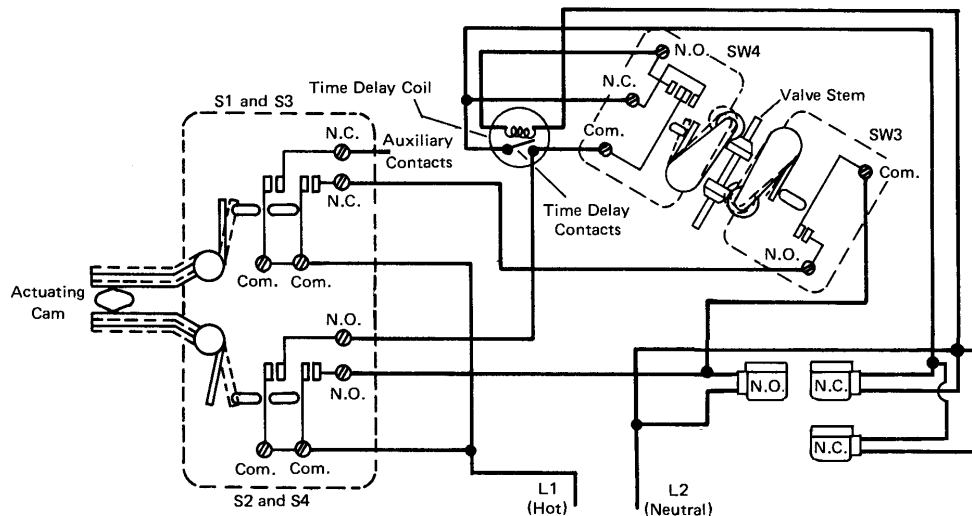 N.O.
SW4
N.C.
Time Delay Coil
Valve Stem
S1 and S3
N.C.
Auxiliary
Contacts
Com.
SW3
Com.
N.C.
Time Delay
Contacts
N.O.
Com.
Com.
Actuating
Cam
N.O.
N.O.
N.O.
N.C.
N.C.
Com.
Com.
S2 and S4
L1
(Hot)
L2
(Neutral)